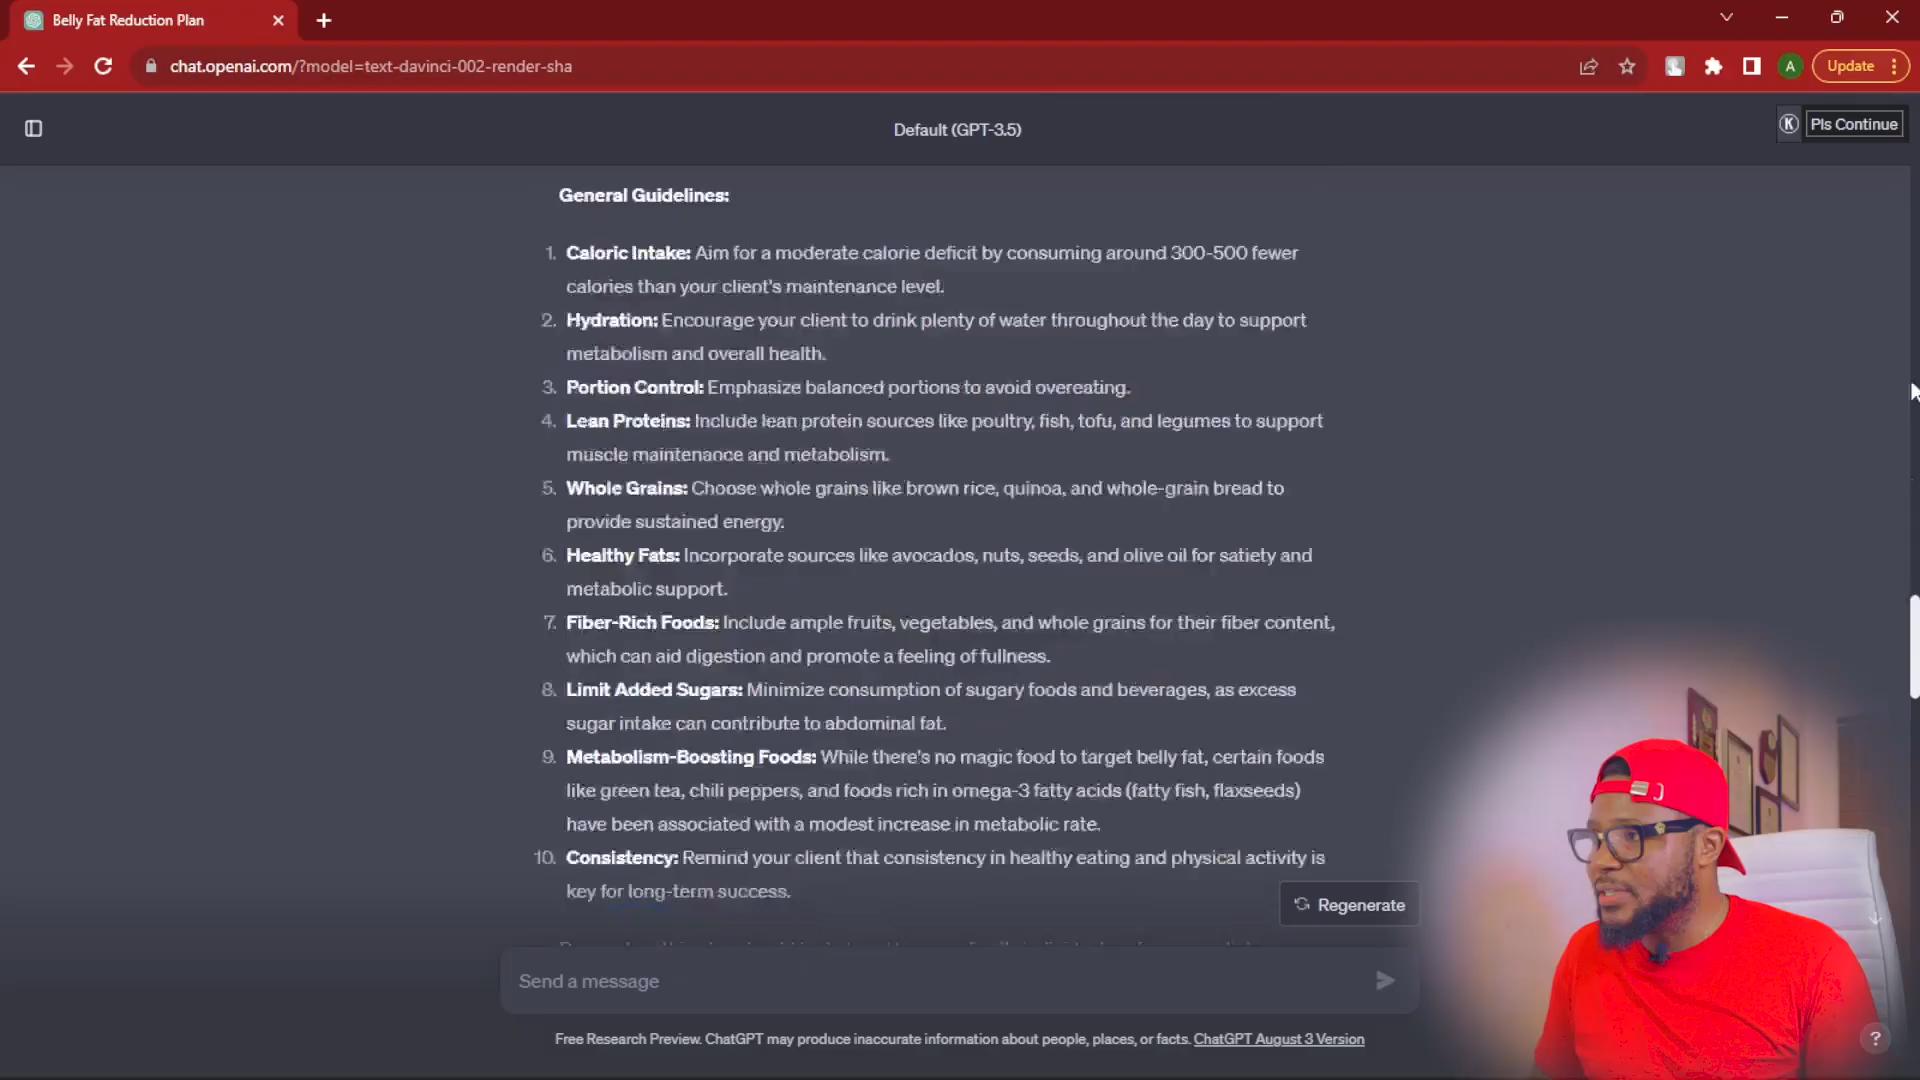 Belly Fat Reduction Plan
chat.openai.com/?model=text-davinci-002-render-sha
A
Update
Default (GPT-3.5)
K Pls Continue
General Guidelines:
1. Caloric Intake: Aim for a moderate calorie deficit by consuming around 300-500 fewer
calories than your client's maintenance level.
2. Hydration: Encourage your client to drink plenty of water throughout the day to support
metabolism and overall health.
3. Portion Control: Emphasize balanced portions to avoid overeating.
4. Lean Proteins: Include lean protein sources like poultry, fish, tofu, and legumes to support
muscle maintenance and metabolism.
5. Whole Grains: Choose whole grains like brown rice, quinoa, and whole-grain bread to
provide sustained energy.
6. Healthy Fats: Incorporate sources like avocados, nuts, seeds, and olive oil for satiety and
metabolic support.
7. Fiber-Rich Foods: Include ample fruits, vegetables, and whole grains for their fiber content,
which can aid digestion and promote a feeling of fullness.
8. Limit Added Sugars: Minimize consumption of sugary foods and beverages, as excess
sugar intake can contribute to abdominal fat.
9. Metabolism-Boosting Foods: While there's no magic food to target belly fat, certain foods
like green tea, chili peppers, and foods rich in omega-3 fatty acids (fatty fish, flaxseeds)
have been associated with a modest increase in metabolic rate.
10. Consistency: Remind your client that consistency in healthy eating and physical activity is
key for long-term success.
Regenerate
Send a message
Free Research Preview. ChatGPT may produce inaccurate information about people, places, or facts. ChatGPT August 3 Version
?